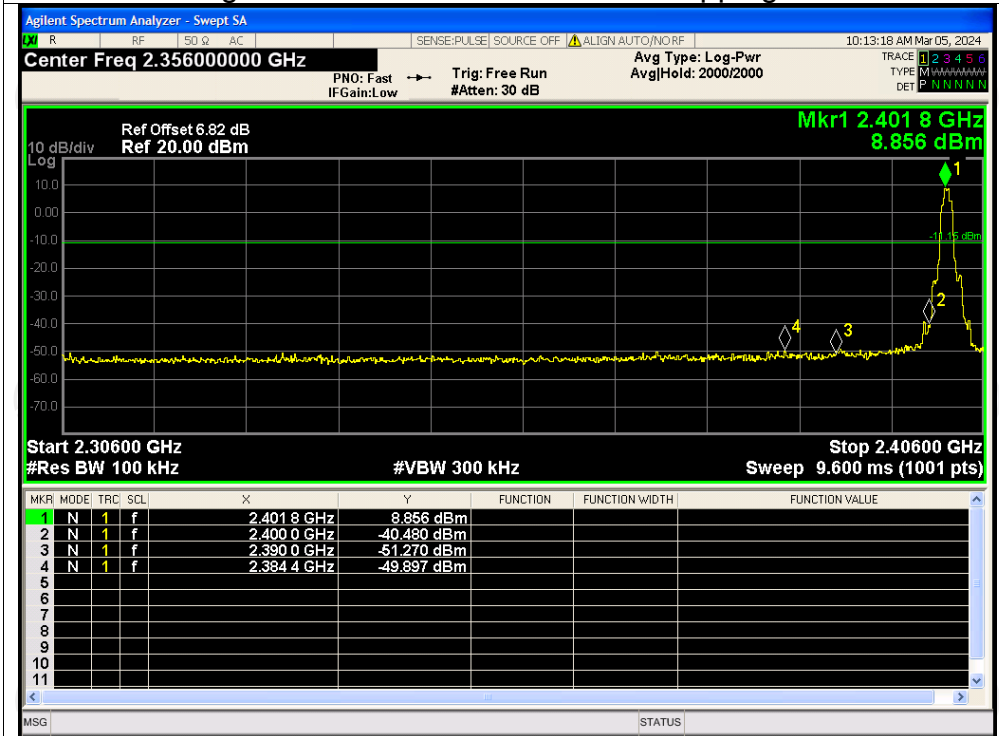 Agilent Spectrum Analyzer - Swept SA
LXI R RF 50 Ω AC SENSE:PULSE SOURCE OFF ALIGN AUTO/NO RF 10:13:18 AM Mar 05, 2024
Center Freq 2.356000000 GHz
PNO: Fast
IFGain:Low
Trig: Free Run
#Atten: 30 dB
Avg Type: Log-Pwr
Avg|Hold: 2000/2000
TRACE 1 2 3 4 5 6
TYPE M WWWWW
DET P N N N N N
Mkr1 2.401 8 GHz
8.856 dBm
Ref Offset 6.82 dB
10 dB/div Ref 20.00 dBm
Log
1
10.0
0.00
-10.0
-11.15 dBm
-20.0
-30.0
2
-40.0
4
3
-50.0
-60.0
-70.0
Start 2.30600 GHz Stop 2.40600 GHz
#Res BW 100 kHz #VBW 300 kHz Sweep 9.600 ms (1001 pts)
MKR MODE TRC SCL X Y FUNCTION FUNCTION WIDTH FUNCTION VALUE
1 N 1 f 2.401 8 GHz 8.856 dBm
2 N 1 f 2.400 0 GHz -40.480 dBm
3 N 1 f 2.390 0 GHz -51.270 dBm
4 N 1 f 2.384 4 GHz -49.897 dBm
5
6
7
8
9
10
11
MSG STATUS